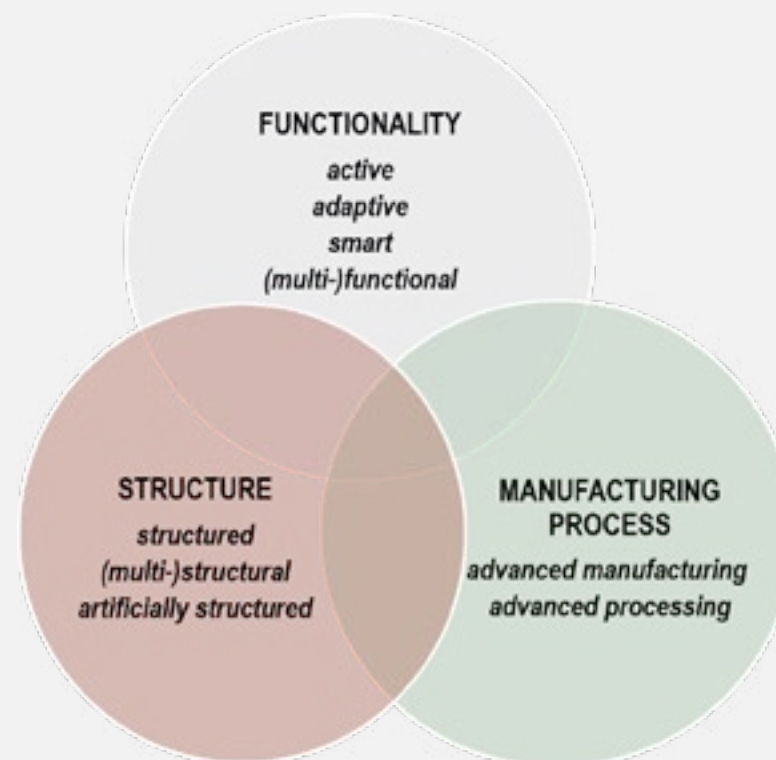 FUNCTIONALITY
active
adaptive
smart
(multi-)functional
STRUCTURE
structured
(multi-)structural
artificially structured
MANUFACTURING
PROCESS
advanced manufacturing
advanced processing